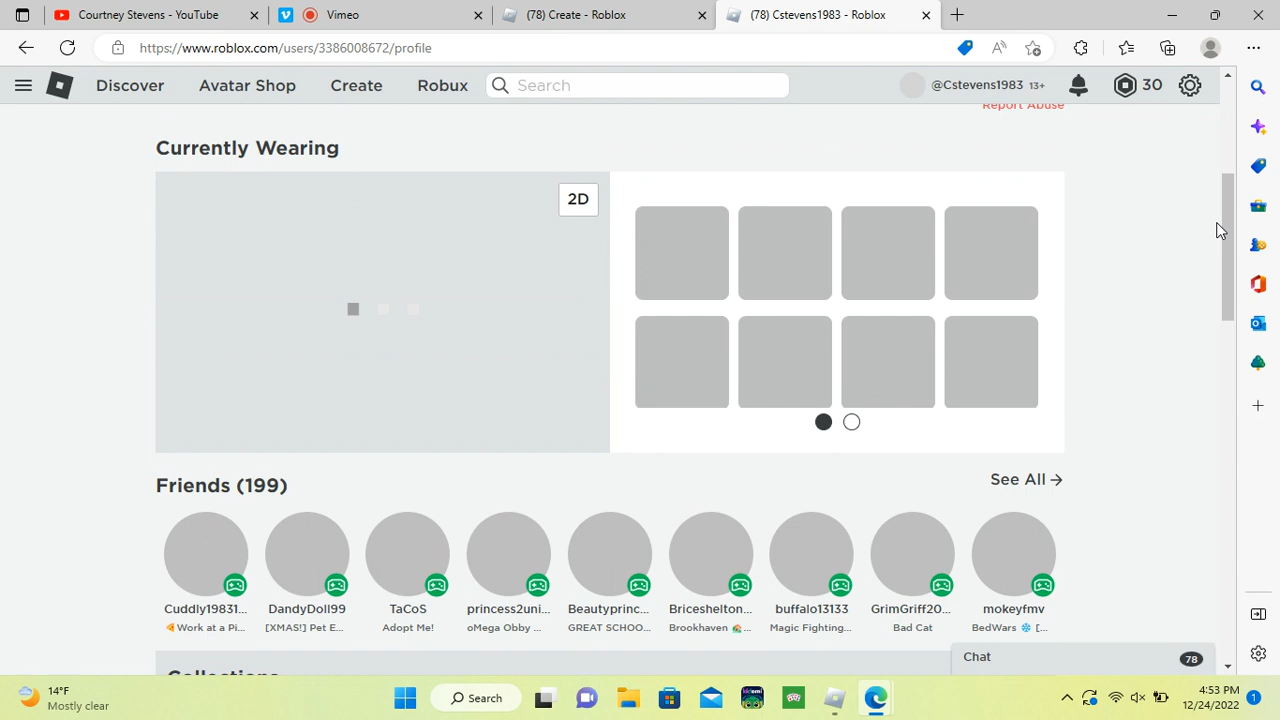 Courtney Stevens - YouTube
Vimeo
(78) Create - Roblox
(78) Cstevens1983 - Roblox
https://www.roblox.com/users/3386008672/profile
Discover
Avatar Shop
Create
Robux
Search
@Cstevens1983 13+
30
Report Abuse
Currently Wearing
2D
Friends (199)
See All
Cuddly19831...
DandyDoll99
TaCoS
princess2uni...
Beautyprinc...
Briceshelton...
buffalo13133
GrimGriff20...
mokeyfmv
🍕Work at a Pi...
[XMAS!] Pet E...
Adopt Me!
oMega Obby ...
GREAT SCHOO...
Brookhaven 🏡...
Magic Fighting...
Bad Cat
BedWars ❄️ [...
Collections
Chat
78
14°F
Mostly clear
Search
kidomi
4:53 PM
12/24/2022
1